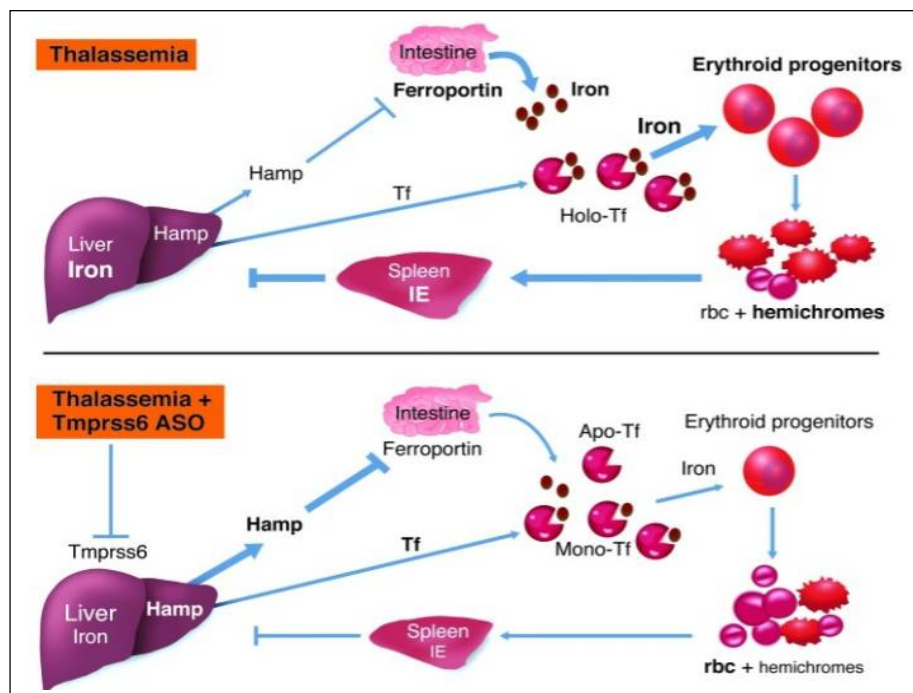 Thalassemia
Intestine
Ferroportin
Iron
Erythroid progenitors
Iron
Hamp
Tf
Holo-Tf
Hamp
Liver
Iron
Spleen
IE
rbc + hemichromes
Thalassemia +
Tmprss6 ASO
Intestine
Ferroportin
Apo-Tf
Erythroid progenitors
Iron
Hamp
Tf
Mono-Tf
Tmprss6
Hamp
Liver
Iron
Spleen
IE
rbc + hemichromes